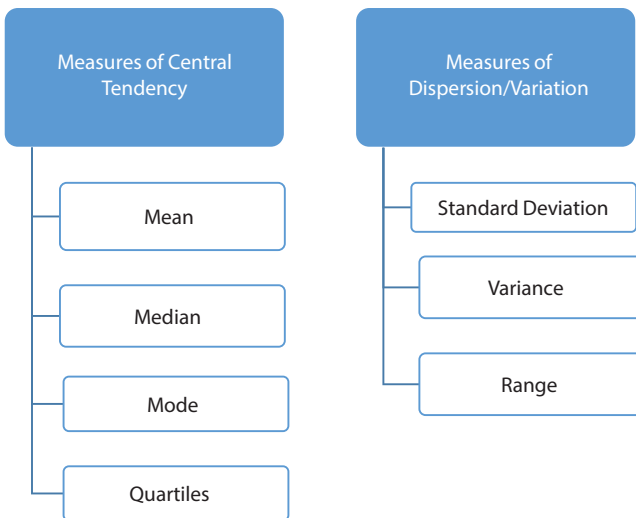 Measures of Central
Tendency
Mean
Median
Mode
Quartiles
Measures of
Dispersion/Variation
Standard Deviation
Variance
Range